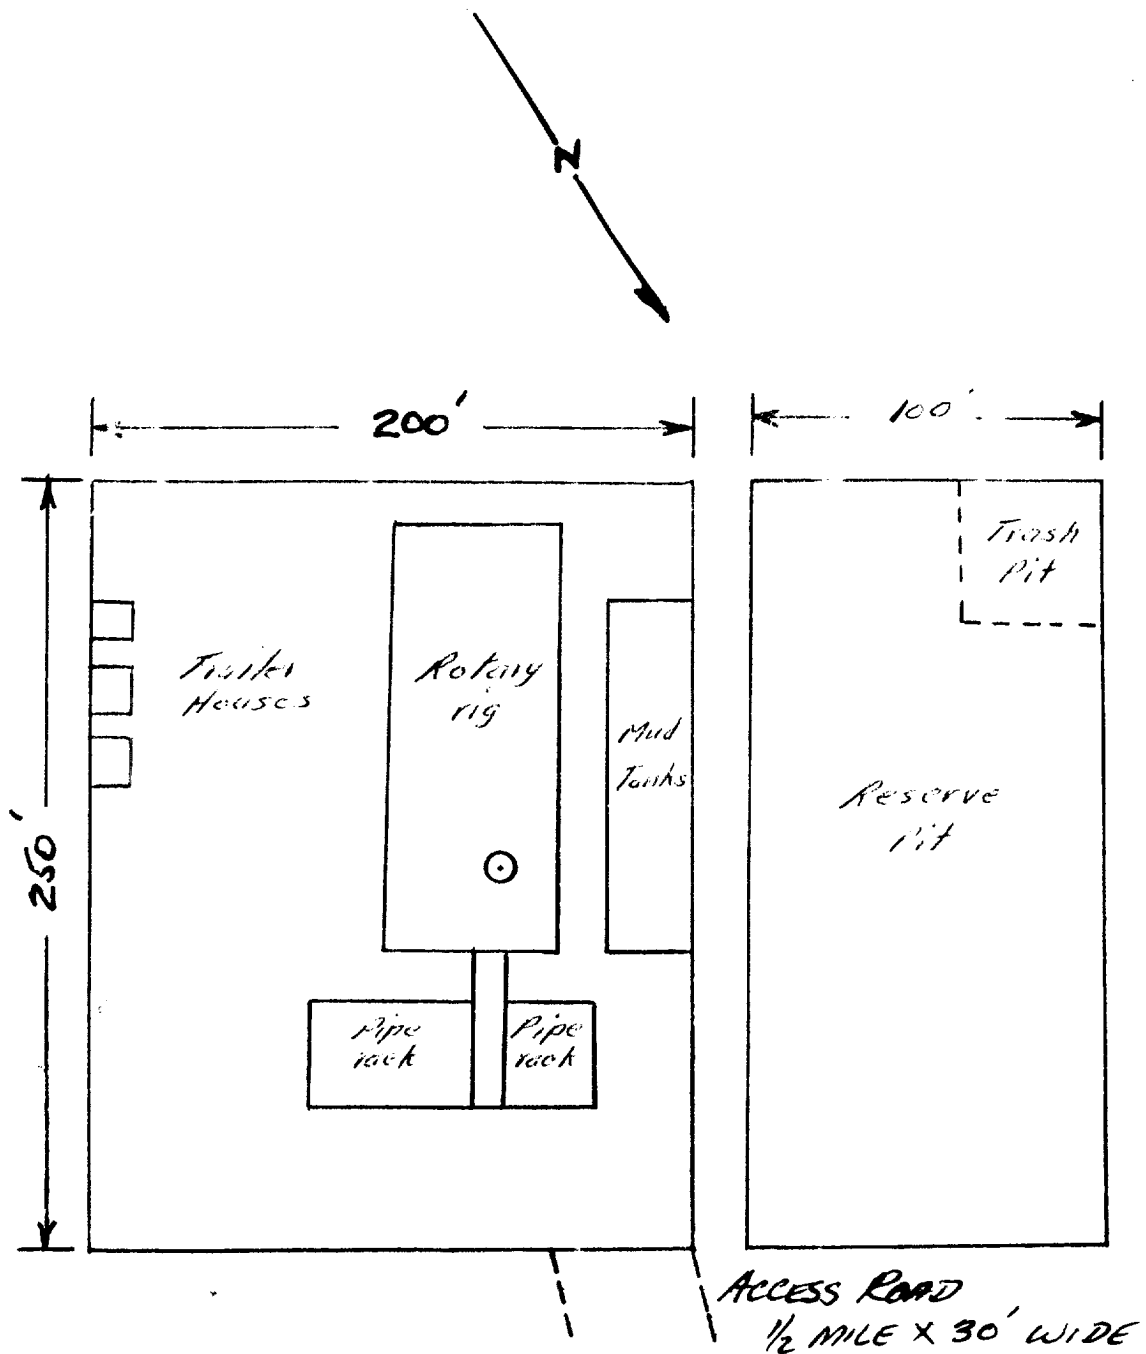 N
200'
100'
250'
Trash
Pit
Trailer
Houses
Rotary
rig
Mud
Tanks
Reserve
Pit
Pipe
rack
Pipe
rack
ACCESS ROAD
1/2 MILE X 30' WIDE